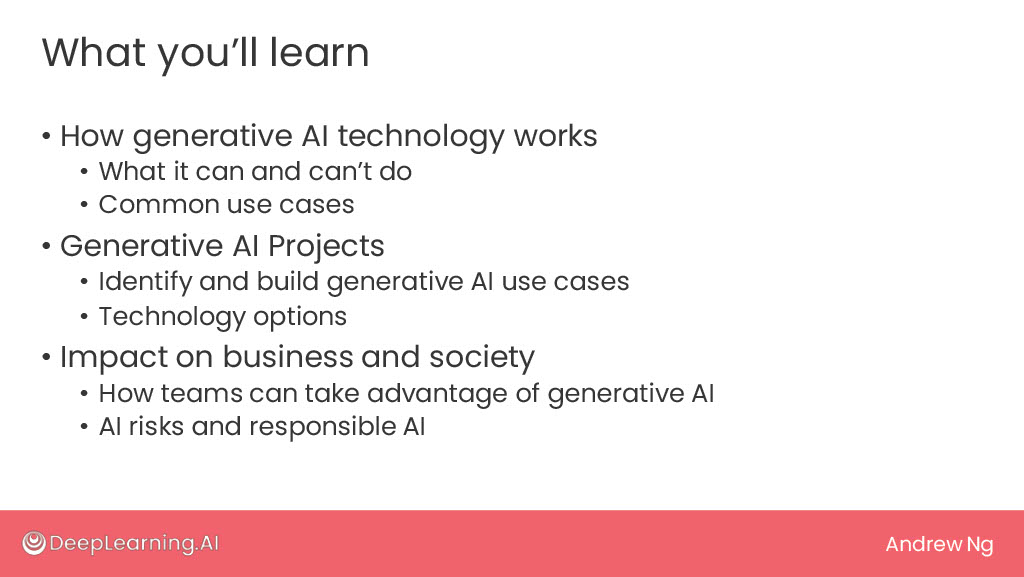 What you’ll learn
• How generative AI technology works
• What it can and can’t do
• Common use cases
• Generative AI Projects
• Identify and build generative AI use cases
• Technology options
• Impact on business and society
• How teams can take advantage of generative AI
• AI risks and responsible AI
DeepLearning.AI
Andrew Ng